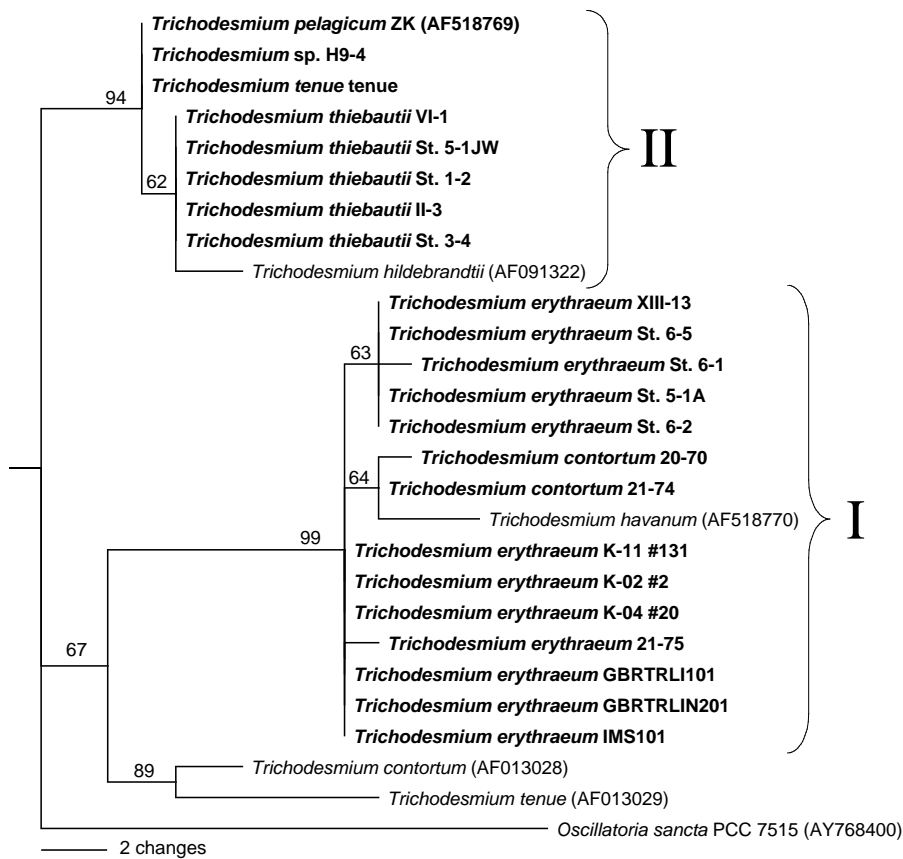 Trichodesmium pelagicum ZK (AF518769)
Trichodesmium sp. H9-4
Trichodesmium tenue tenue
94
Trichodesmium thiebautii VI-1
Trichodesmium thiebautii St. 5-1JW
II
Trichodesmium thiebautii St. 1-2
62
Trichodesmium thiebautii II-3
Trichodesmium thiebautii St. 3-4
Trichodesmium hildebrandtii (AF091322)
Trichodesmium erythraeum XIII-13
Trichodesmium erythraeum St. 6-5
63
Trichodesmium erythraeum St. 6-1
Trichodesmium erythraeum St. 5-1A
Trichodesmium erythraeum St. 6-2
Trichodesmium contortum 20-70
64
Trichodesmium contortum 21-74
Trichodesmium havanum (AF518770)
I
99
Trichodesmium erythraeum K-11 #131
Trichodesmium erythraeum K-02 #2
Trichodesmium erythraeum K-04 #20
Trichodesmium erythraeum 21-75
67
Trichodesmium erythraeum GBRTRLI101
Trichodesmium erythraeum GBRTRLIN201
Trichodesmium erythraeum IMS101
89
Trichodesmium contortum (AF013028)
Trichodesmium tenue (AF013029)
Oscillatoria sancta PCC 7515 (AY768400)
2 changes